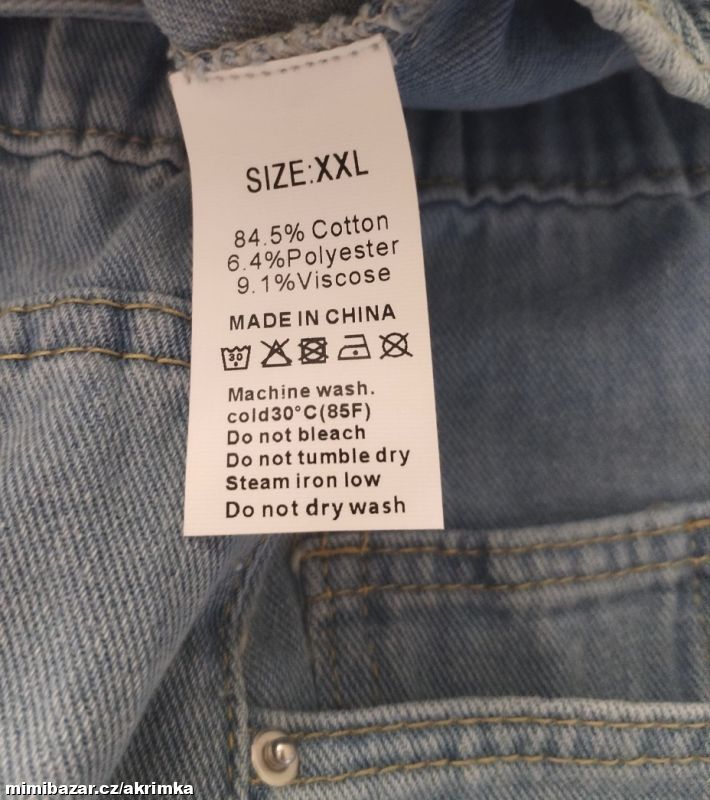 SIZE:XXL
84.5% Cotton
6.4%Polyester
9.1%Viscose
MADE IN CHINA
30
Machine wash.
cold30°C(85F)
Do not bleach
Do not tumble dry
Steam iron low
Do not dry wash
mimibazar.cz/akrimka